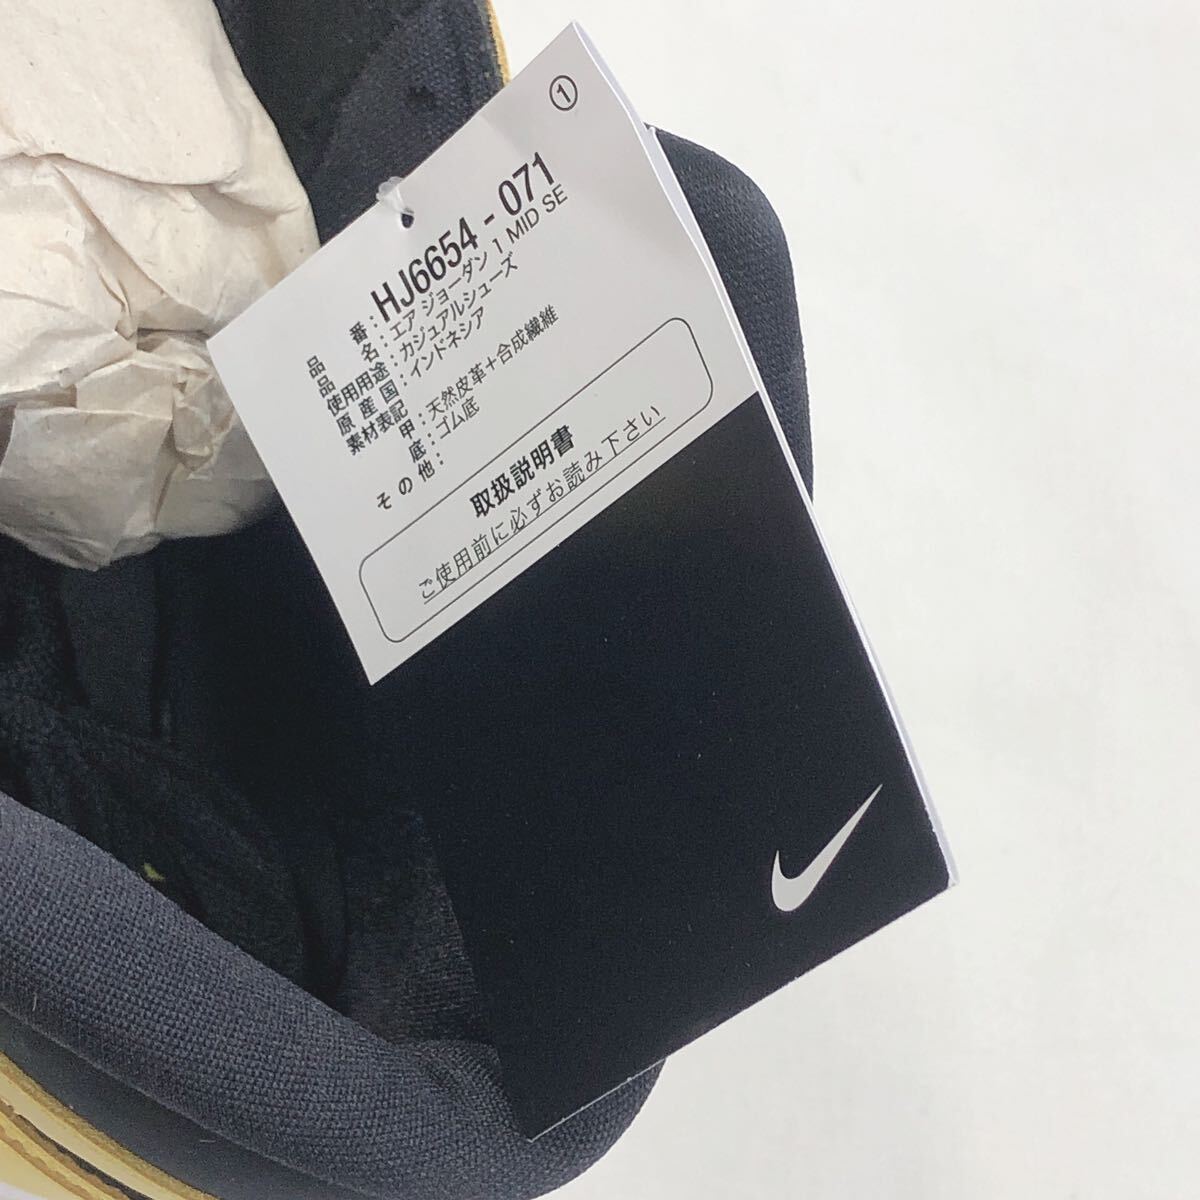 ①
品　　番：HJ6654 - 071
品　　名：エア ジョーダン 1 MID SE
使用用途：カジュアルシューズ
原 産 国：インドネシア
素材表記
甲：天然皮革＋合成繊維
底：ゴム底
そ の 他：
取扱説明書
ご使用前に必ずお読み下さい